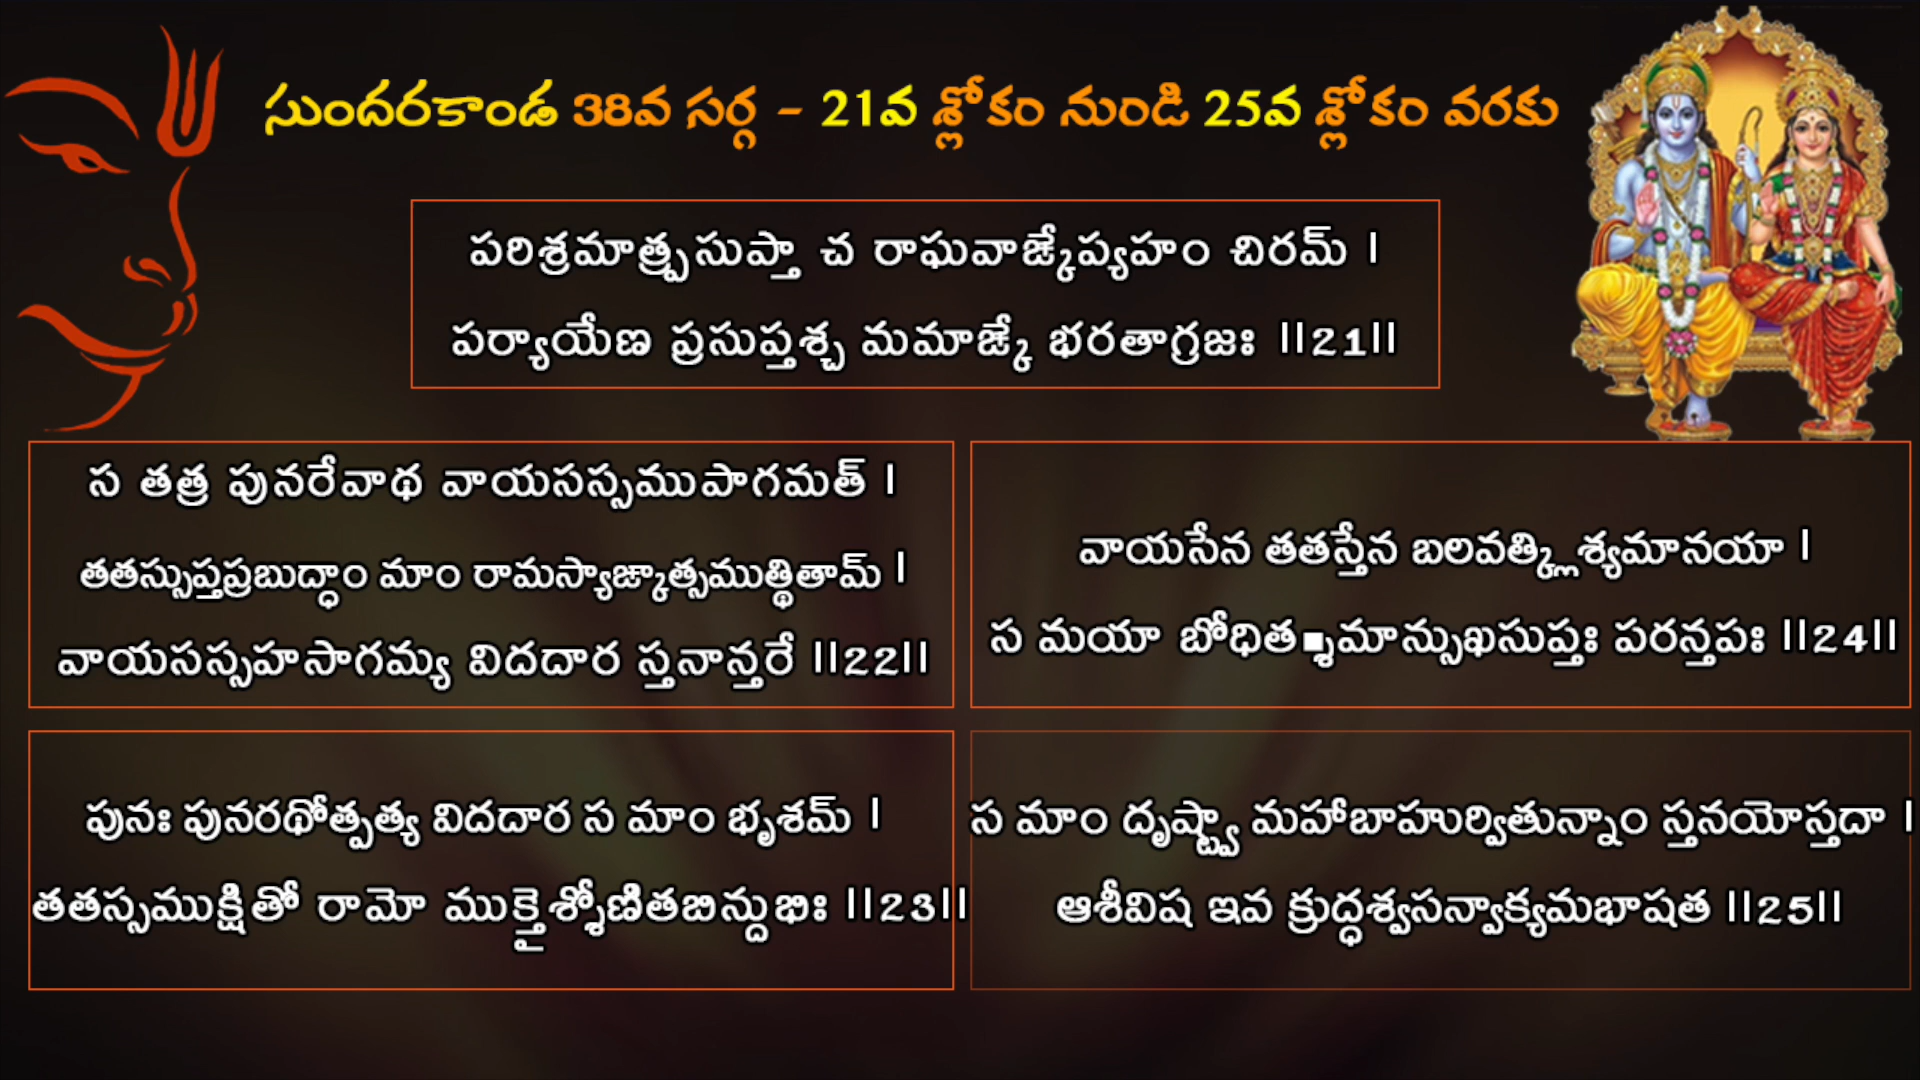 సుందరకాండ 38వ సర్గ - 21వ శ్లోకం నుండి 25వ శ్లోకం వరకు
పరిశ్రమాత్ప్రసుప్తా చ రాఘవాఙ్కేప్యహం చిరమ్ ।
పర్యాయేణ ప్రసుప్తశ్చ మమాఙ్కే భరతాగ్రజః ।।21।।
స తత్ర పునరేవాథ వాయసస్సముపాగమత్ ।
తతస్సుప్తప్రబుద్ధాం మాం రామస్యాఙ్కాత్సముత్థితామ్ ।
వాయసస్సహసాగమ్య విదదార స్తనాన్తరే ।।22।।
పునః పునరథోత్పత్య విదదార స మాం భృశమ్ ।
తతస్సముక్షితో రామో ముక్తైశ్శోణితబిన్దుభిః ।।23।।
వాయసేన తతస్తేన బలవత్క్లిశ్యమానయా ।
స మయా సుఖసుప్తః పరన్తపః ।।24।।
స మాం దృష్ట్వా మహాబాహుర్వితున్నాం స్తనయోస్తదా ।
ఆశీవిష ఇవ క్రుద్ధశ్వసన్వాక్యమభాషత ।।25।।